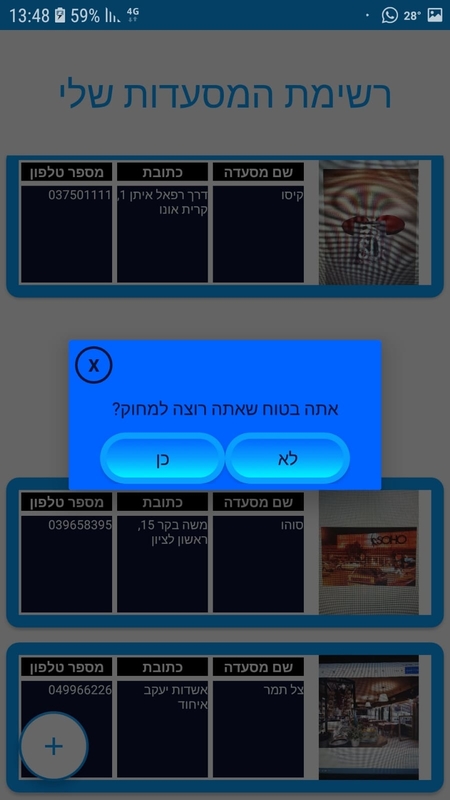 13:48 59% 4G 28°
רשימת המסעדות שלי
שם מסעדה כתובת מספר טלפון
קיסו דרך רפאל איתן 1, 037501111
קרית אונו
X
אתה בטוח שאתה רוצה למחוק?
לא כן
שם מסעדה כתובת מספר טלפון
סוהו משה בקר 15, 039658395
ראשון לציון
SOHO
שם מסעדה כתובת מספר טלפון
צל תמר אשדות יעקב 049966226
איחוד
+